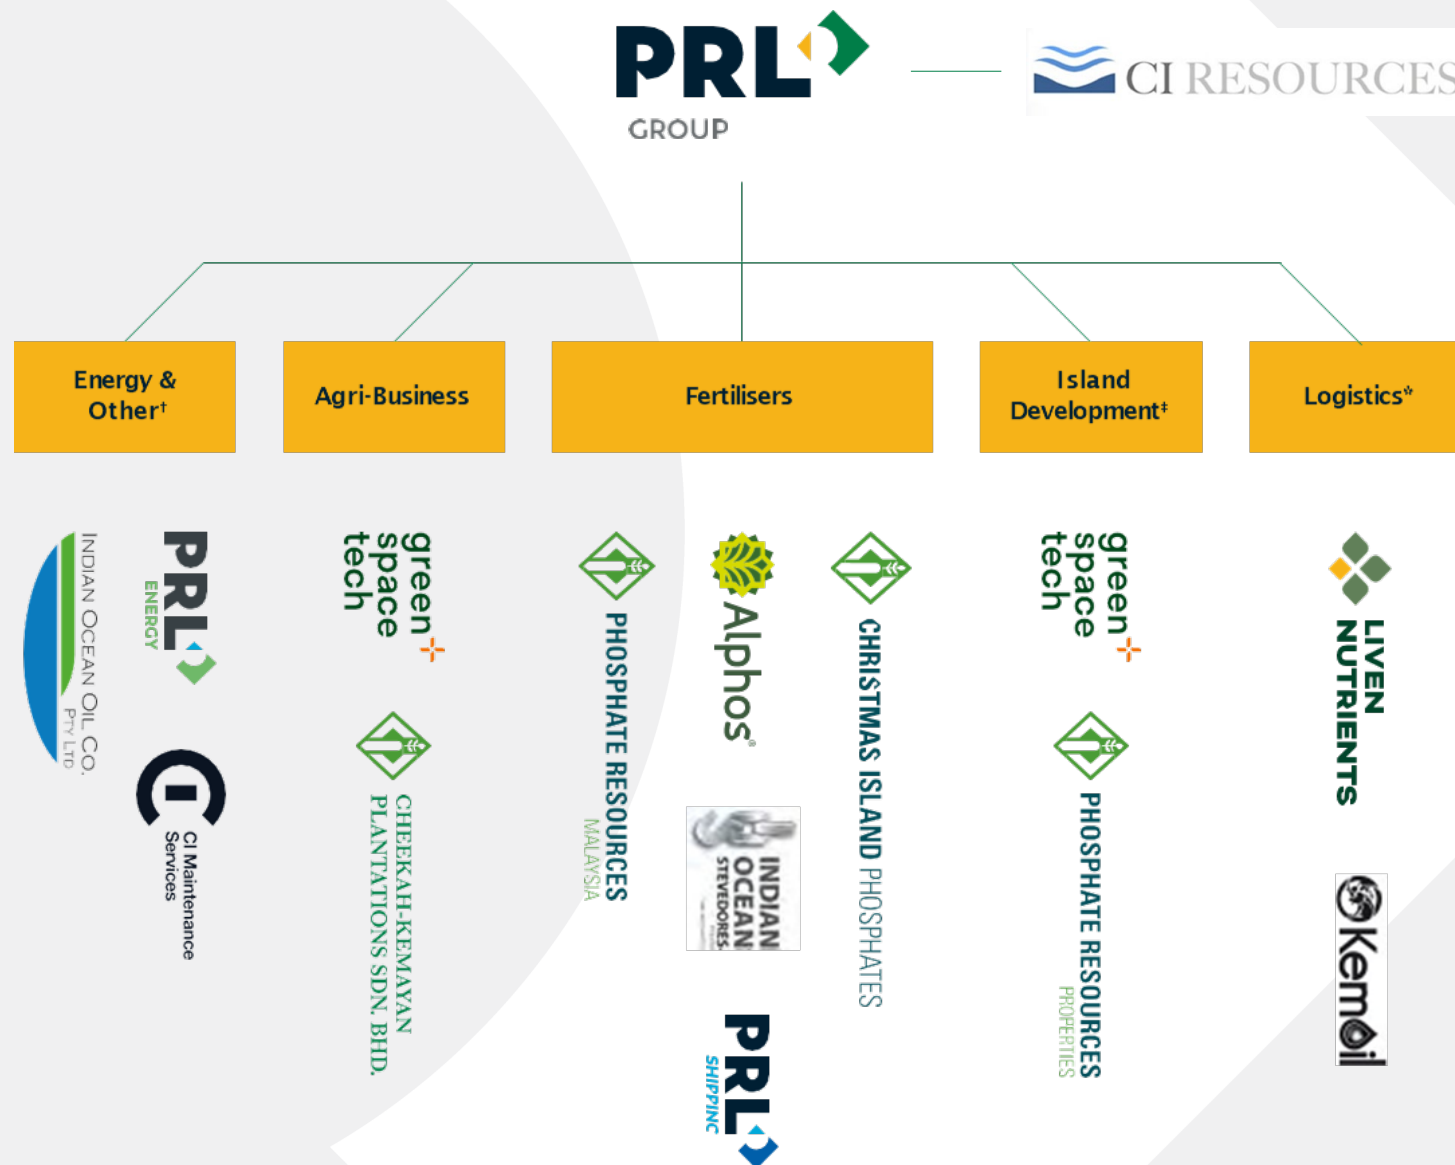 PRL
GROUP
CI RESOURCES
Energy &
Other†
Agri-Business
Fertilisers
Island
Development‡
Logistics*
INDIAN OCEAN OIL CO.
PTY LTD
PRL
ENERGY
CI Maintenance
Services
green
space
tech
CHEEKAH-KEMAYAN
PLANTATIONS SDN. BHD.
PHOSPHATE RESOURCES
MALAYSIA
Alphos®
INDIAN
OCEAN
STEVEDORES
PRL
SHIPPING
CHRISTMAS ISLAND PHOSPHATES
green
space
tech
PHOSPHATE RESOURCES
PROPERTIES
LIVEN
NUTRIENTS
Kemoil